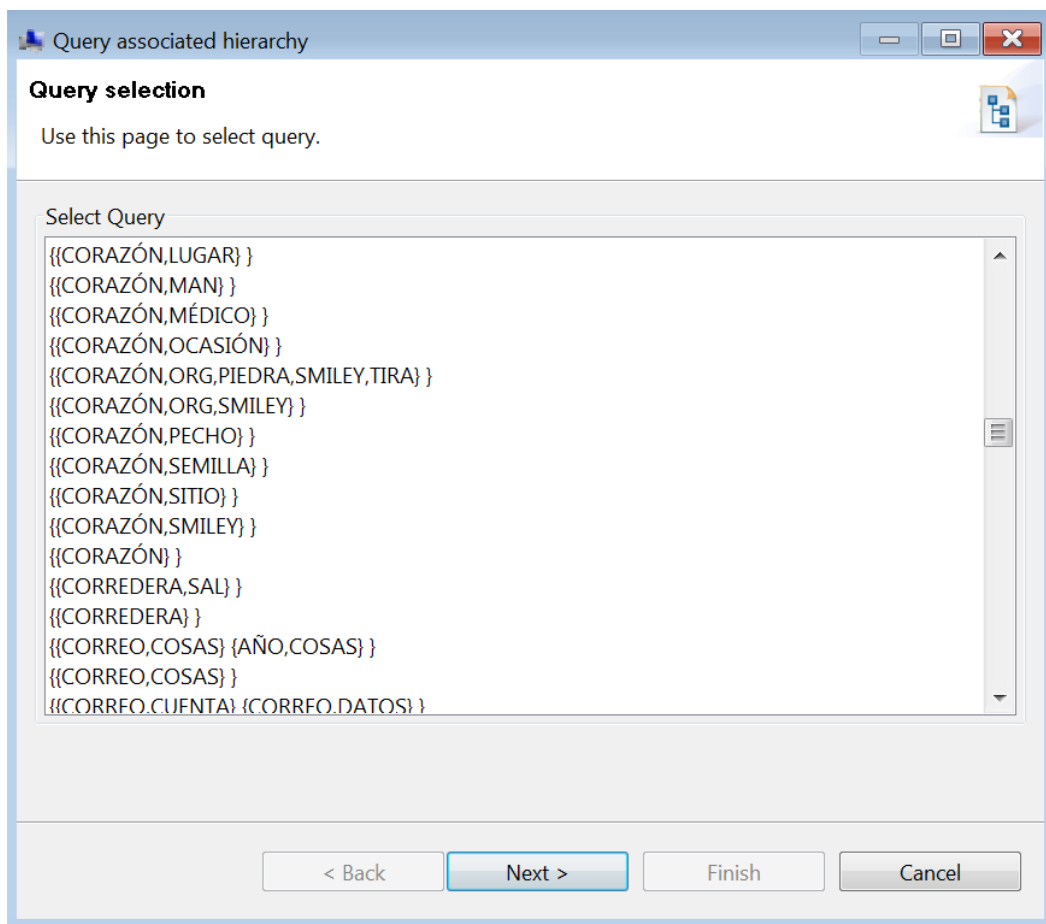 Query associated hierarchy
Query selection
Use this page to select query.
Select Query
{{CORAZÓN,LUGAR} }
{{CORAZÓN,MAN} }
{{CORAZÓN,MÉDICO} }
{{CORAZÓN,OCASIÓN} }
{{CORAZÓN,ORG,PIEDRA,SMILEY,TIRA} }
{{CORAZÓN,ORG,SMILEY} }
{{CORAZÓN,PECHO} }
{{CORAZÓN,SEMILLA} }
{{CORAZÓN,SITIO} }
{{CORAZÓN,SMILEY} }
{{CORAZÓN} }
{{CORREDERA,SAL} }
{{CORREDERA} }
{{CORREO,COSAS} {AÑO,COSAS} }
{{CORREO,COSAS} }
{{CORREO,CUENTA} {CORREO,DATOS} }
< Back Next > Finish Cancel